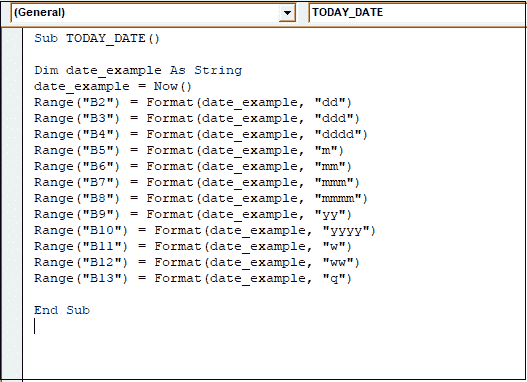 (General) TODAY_DATE
Sub TODAY_DATE()
Dim date_example As String
date_example = Now()
Range("B2") = Format(date_example, "dd")
Range("B3") = Format(date_example, "ddd")
Range("B4") = Format(date_example, "dddd")
Range("B5") = Format(date_example, "m")
Range("B6") = Format(date_example, "mm")
Range("B7") = Format(date_example, "mmm")
Range("B8") = Format(date_example, "mmmm")
Range("B9") = Format(date_example, "yy")
Range("B10") = Format(date_example, "yyyy")
Range("B11") = Format(date_example, "w")
Range("B12") = Format(date_example, "ww")
Range("B13") = Format(date_example, "q")
End Sub